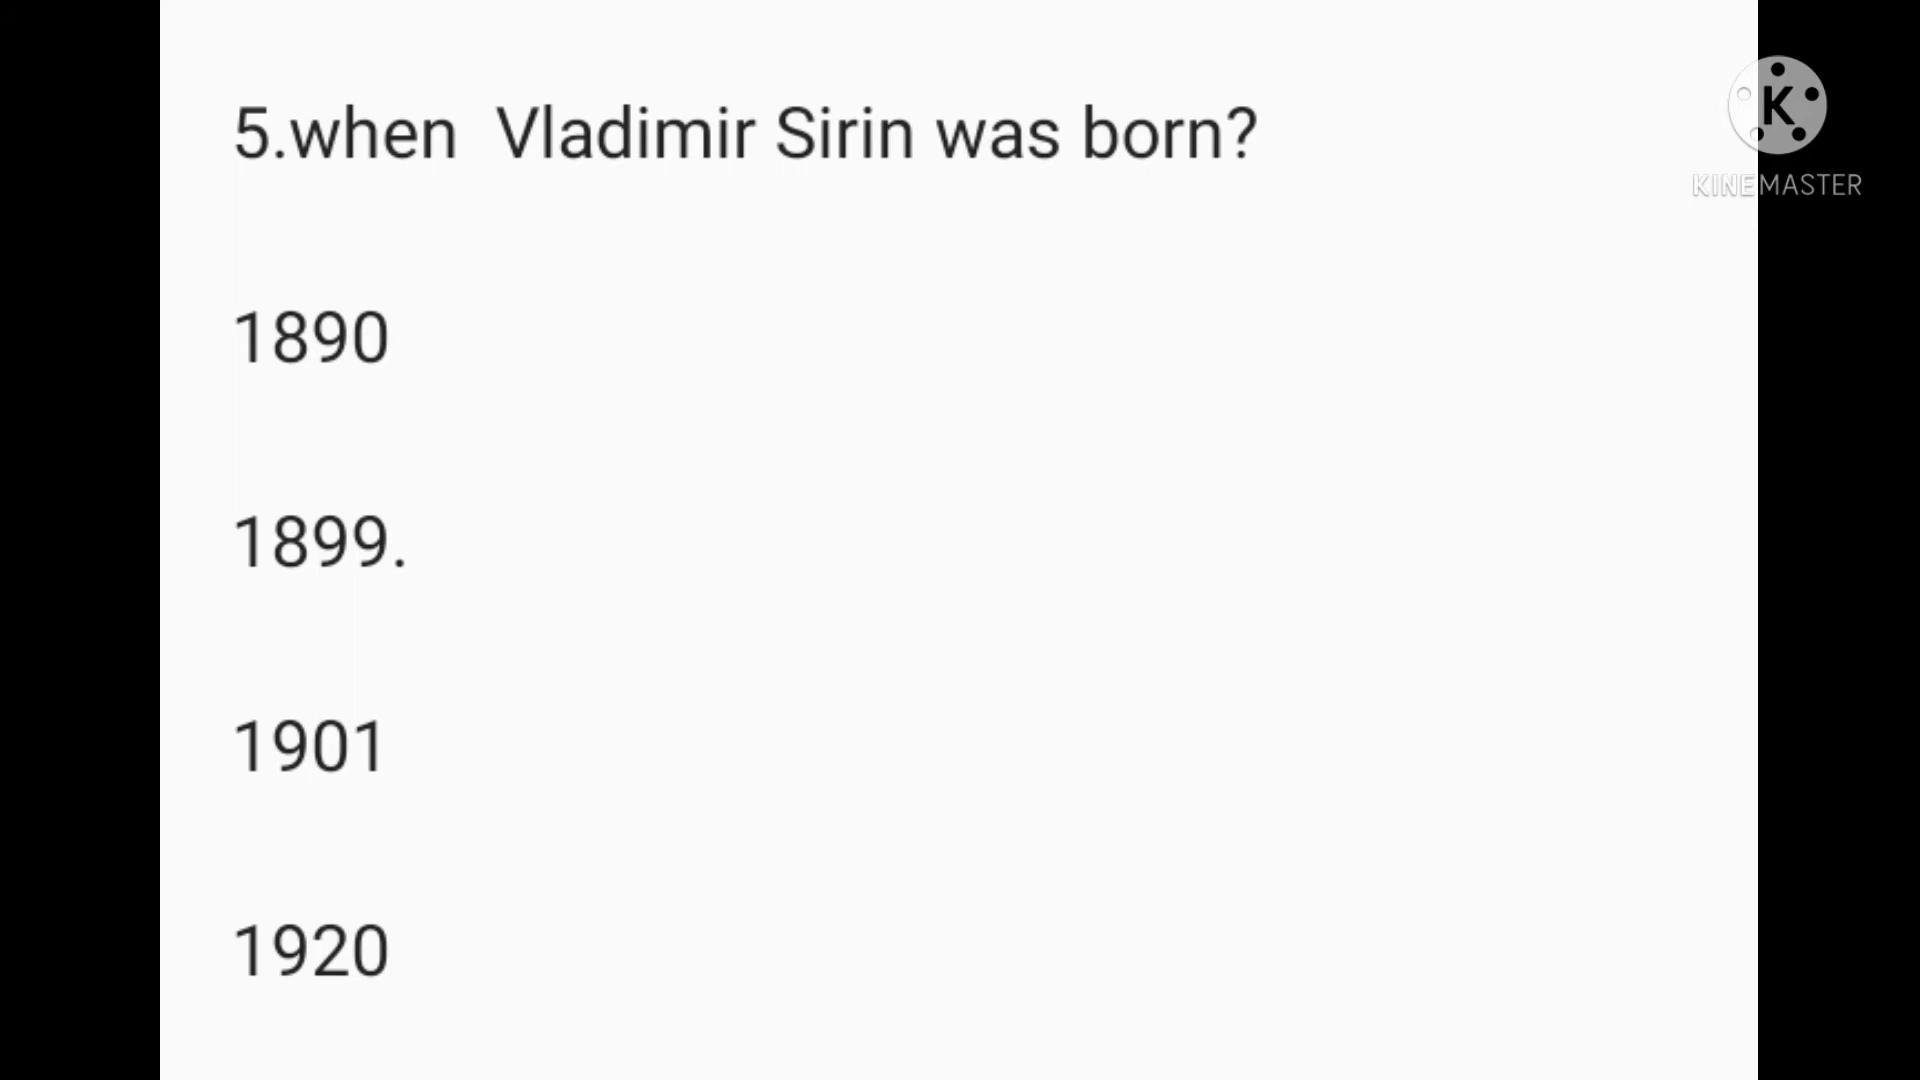 5.when  Vladimir Sirin was born?
K
KINEMASTER
1890
1899.
1901
1920